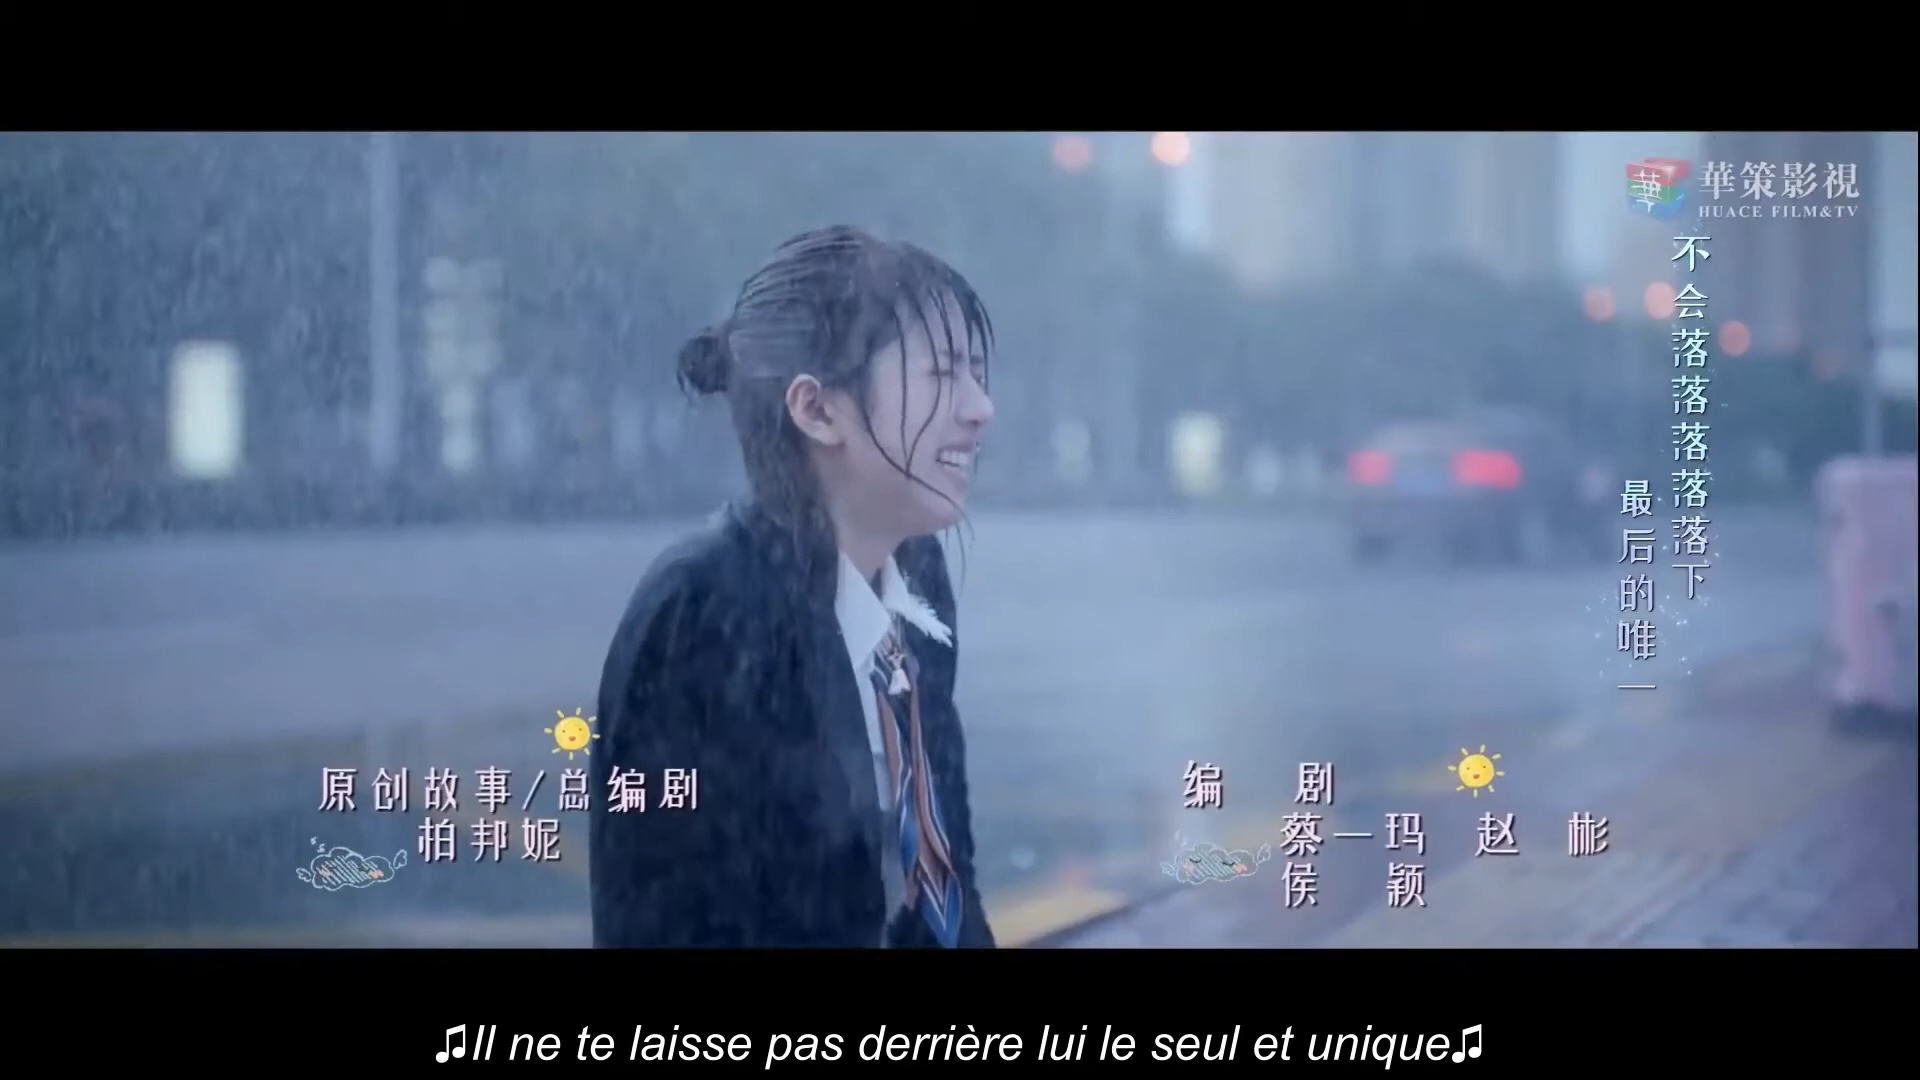 華策影視
HUACE FILM&TV
不会落落落落落下
最后的唯一
原创故事/总编剧
柏邦妮
编 剧
蔡一玛 赵 彬
侯 颖
♫Il ne te laisse pas derrière lui le seul et unique♫